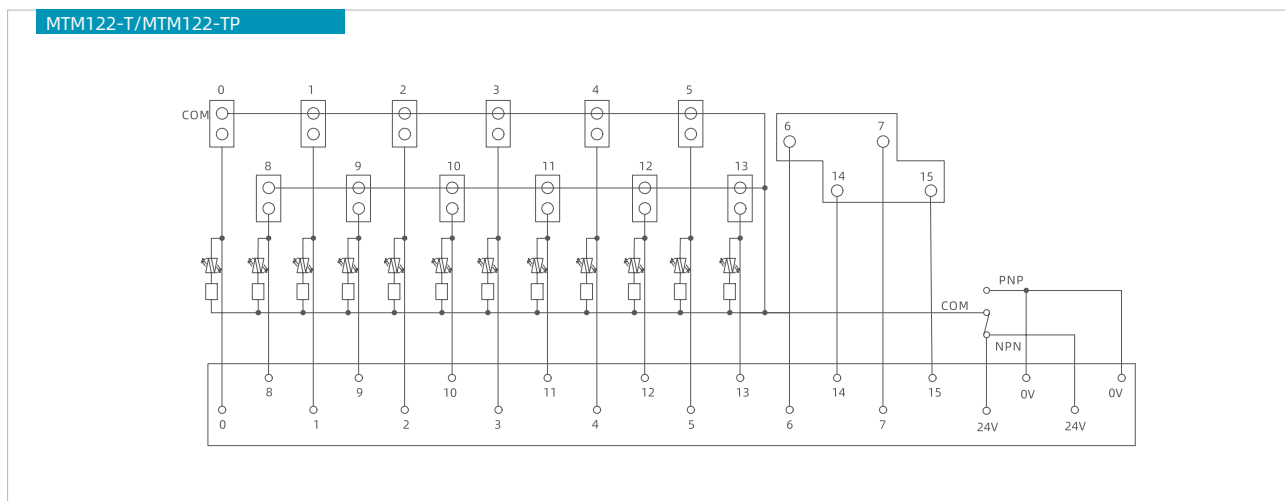 MTM122-T/MTM122-TP
0 1 2 3 4 5
COM
6 7
8 9 10 11 12 13
14 15
PNP
COM
NPN
8 9 10 11 12 13 14 15 0V 0V
0 1 2 3 4 5 6 7 24V 24V